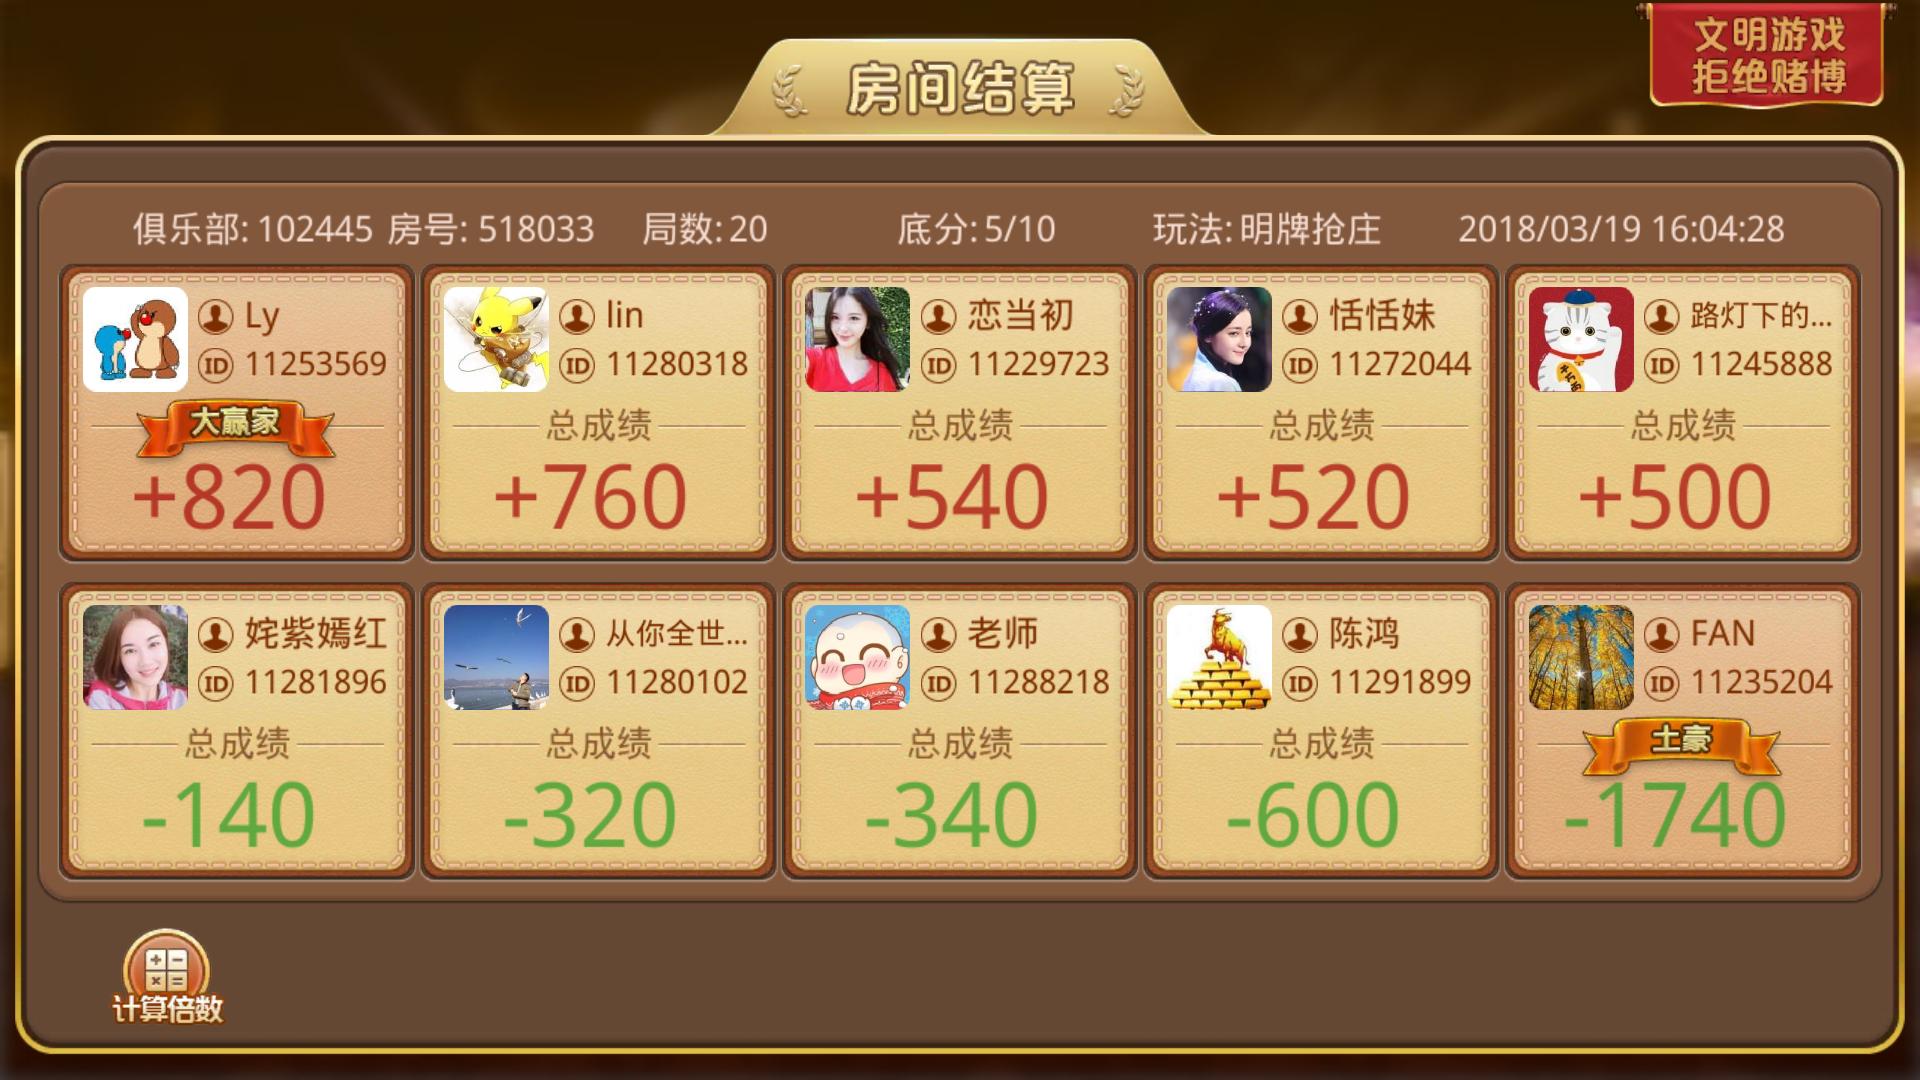 房间结算
文明游戏
拒绝赌博
俱乐部: 102445 房号: 518033 局数: 20 底分: 5/10 玩法: 明牌抢庄 2018/03/19 16:04:28
Ly
ID 11253569
大赢家
+820
lin
ID 11280318
总成绩
+760
恋当初
ID 11229723
总成绩
+540
恬恬妹
ID 11272044
总成绩
+520
路灯下的...
ID 11245888
总成绩
+500
姹紫嫣红
ID 11281896
总成绩
-140
从你全世...
ID 11280102
总成绩
-320
老师
ID 11288218
总成绩
-340
陈鸿
ID 11291899
总成绩
-600
FAN
ID 11235204
土豪
-1740
计算倍数